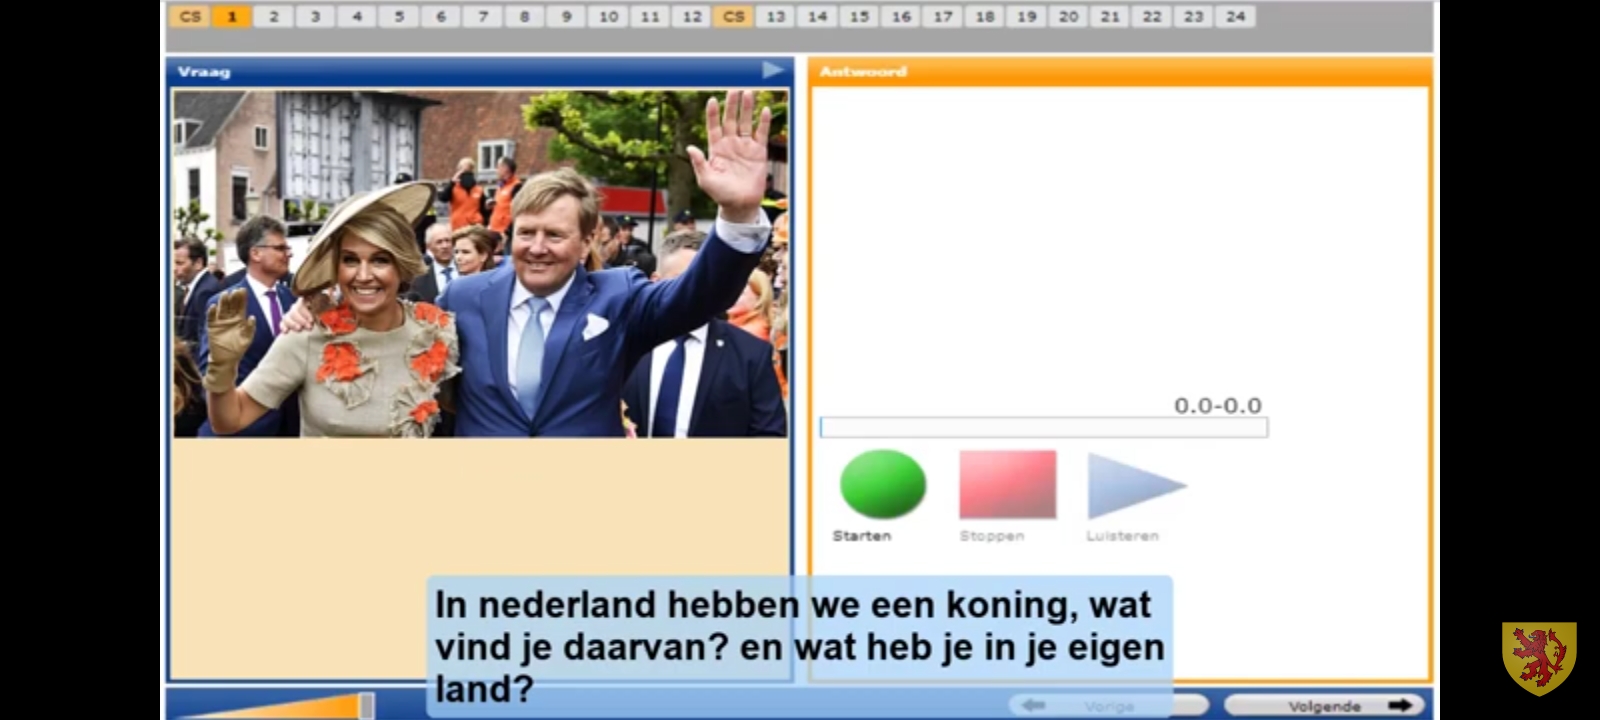 CS 1 2 3 4 5 6 7 8 9 10 11 12 CS 13 14 15 16 17 18 19 20 21 22 23 24
Vraag
Antwoord
0.0-0.0
Starten Stoppen Luisteren
In nederland hebben we een koning, wat
vind je daarvan? en wat heb je in je eigen
land?
Vorige Volgende